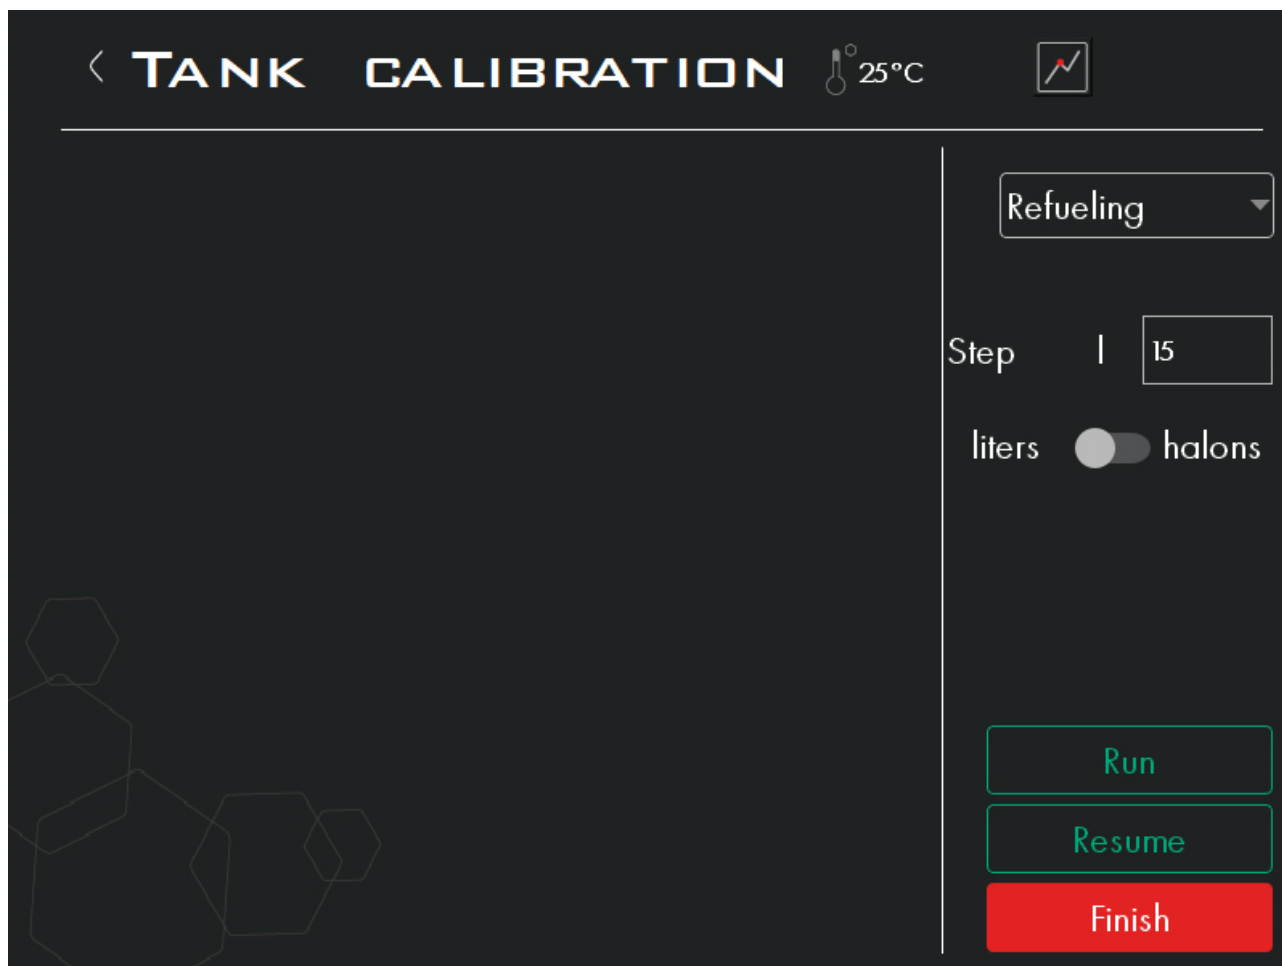 < TANK CALIBRATION 25°C
Refueling
Step l 15
liters halons
Run
Resume
Finish